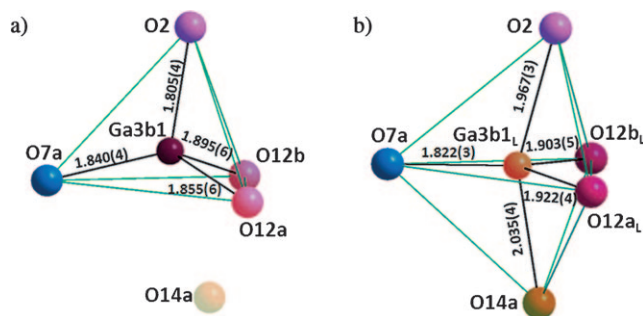 a)
O2
1.805(4)
Ga3b1
1.895(6)
O7a
1.840(4)
O12b
1.855(6)
O12a
O14a
b)
O2
1.967(3)
Ga3b1L
1.903(5)
O12bL
O7a
1.822(3)
1.922(4)
O12aL
2.035(4)
O14a